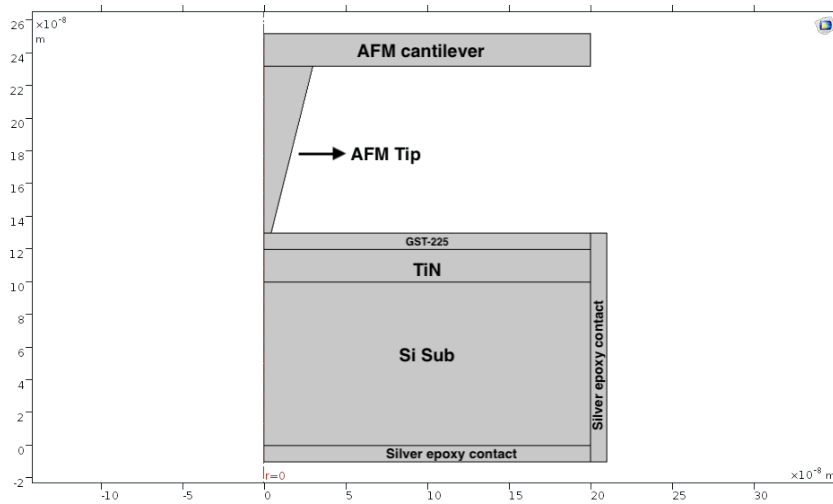 26
×10⁻⁸
m
24
AFM cantilever
22
20
18
AFM Tip
16
14
GST-225
12
TiN
10
8
6
Si Sub
Silver epoxy contact
4
2
0
Silver epoxy contact
-2
r=0
-10
-5
0
5
10
15
20
25
30
×10⁻⁸ m